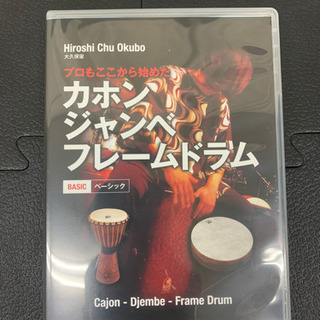 Hiroshi Chu Okubo
大久保宙
プロもここから始めた
カホン
ジャンベ
フレームドラム
BASIC ベーシック
Cajon - Djembe - Frame Drum